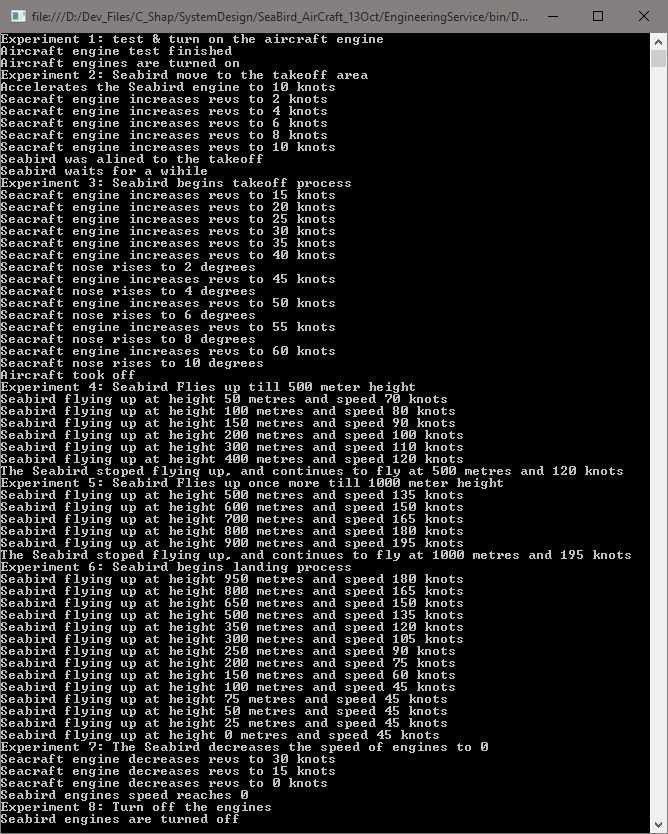 file:///D:/Dev_Files/C_Shap/SystemDesign/SeaBird_AirCraft_13Oct/EngineeringService/bin/D...
Experiment 1: test & turn on the aircraft engine
Aircraft engine test finished
Aircraft engines are turned on
Experiment 2: Seabird move to the takeoff area
Accelerates the Seabird engine to 10 knots
Seacraft engine increases revs to 2 knots
Seacraft engine increases revs to 4 knots
Seacraft engine increases revs to 6 knots
Seacraft engine increases revs to 8 knots
Seacraft engine increases revs to 10 knots
Seabird was alined to the takeoff
Seabird waits for a wihile
Experiment 3: Seabird begins takeoff process
Seacraft engine increases revs to 15 knots
Seacraft engine increases revs to 20 knots
Seacraft engine increases revs to 25 knots
Seacraft engine increases revs to 30 knots
Seacraft engine increases revs to 35 knots
Seacraft engine increases revs to 40 knots
Seacraft nose rises to 2 degrees
Seacraft engine increases revs to 45 knots
Seacraft nose rises to 4 degrees
Seacraft engine increases revs to 50 knots
Seacraft nose rises to 6 degrees
Seacraft engine increases revs to 55 knots
Seacraft nose rises to 8 degrees
Seacraft engine increases revs to 60 knots
Seacraft nose rises to 10 degrees
Aircraft took off
Experiment 4: Seabird Flies up till 500 meter height
Seabird flying up at height 50 metres and speed 70 knots
Seabird flying up at height 100 metres and speed 80 knots
Seabird flying up at height 150 metres and speed 90 knots
Seabird flying up at height 200 metres and speed 100 knots
Seabird flying up at height 300 metres and speed 110 knots
Seabird flying up at height 400 metres and speed 120 knots
The Seabird stoped flying up, and continues to fly at 500 metres and 120 knots
Experiment 5: Seabird Flies up once more till 1000 meter height
Seabird flying up at height 500 metres and speed 135 knots
Seabird flying up at height 600 metres and speed 150 knots
Seabird flying up at height 700 metres and speed 165 knots
Seabird flying up at height 800 metres and speed 180 knots
Seabird flying up at height 900 metres and speed 195 knots
The Seabird stoped flying up, and continues to fly at 1000 metres and 195 knots
Experiment 6: Seabird begins landing process
Seabird flying up at height 950 metres and speed 180 knots
Seabird flying up at height 800 metres and speed 165 knots
Seabird flying up at height 650 metres and speed 150 knots
Seabird flying up at height 500 metres and speed 135 knots
Seabird flying up at height 350 metres and speed 120 knots
Seabird flying up at height 300 metres and speed 105 knots
Seabird flying up at height 250 metres and speed 90 knots
Seabird flying up at height 200 metres and speed 75 knots
Seabird flying up at height 150 metres and speed 60 knots
Seabird flying up at height 100 metres and speed 45 knots
Seabird flying up at height 75 metres and speed 45 knots
Seabird flying up at height 50 metres and speed 45 knots
Seabird flying up at height 25 metres and speed 45 knots
Seabird flying up at height 0 metres and speed 45 knots
Experiment 7: The Seabird decreases the speed of engines to 0
Seacraft engine decreases revs to 30 knots
Seacraft engine decreases revs to 15 knots
Seacraft engine decreases revs to 0 knots
Seabird engines speed reaches 0
Experiment 8: Turn off the engines
Seabird engines are turned off